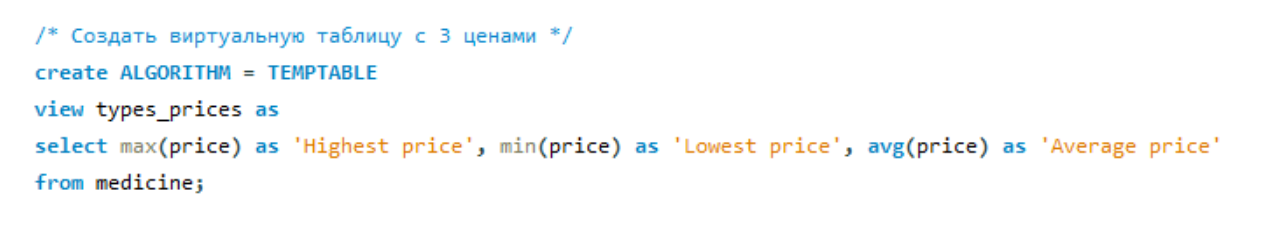 /* Создать виртуальную таблицу с 3 ценами */
create ALGORITHM = TEMPTABLE
view types_prices as
select max(price) as 'Highest price', min(price) as 'Lowest price', avg(price) as 'Average price'
from medicine;